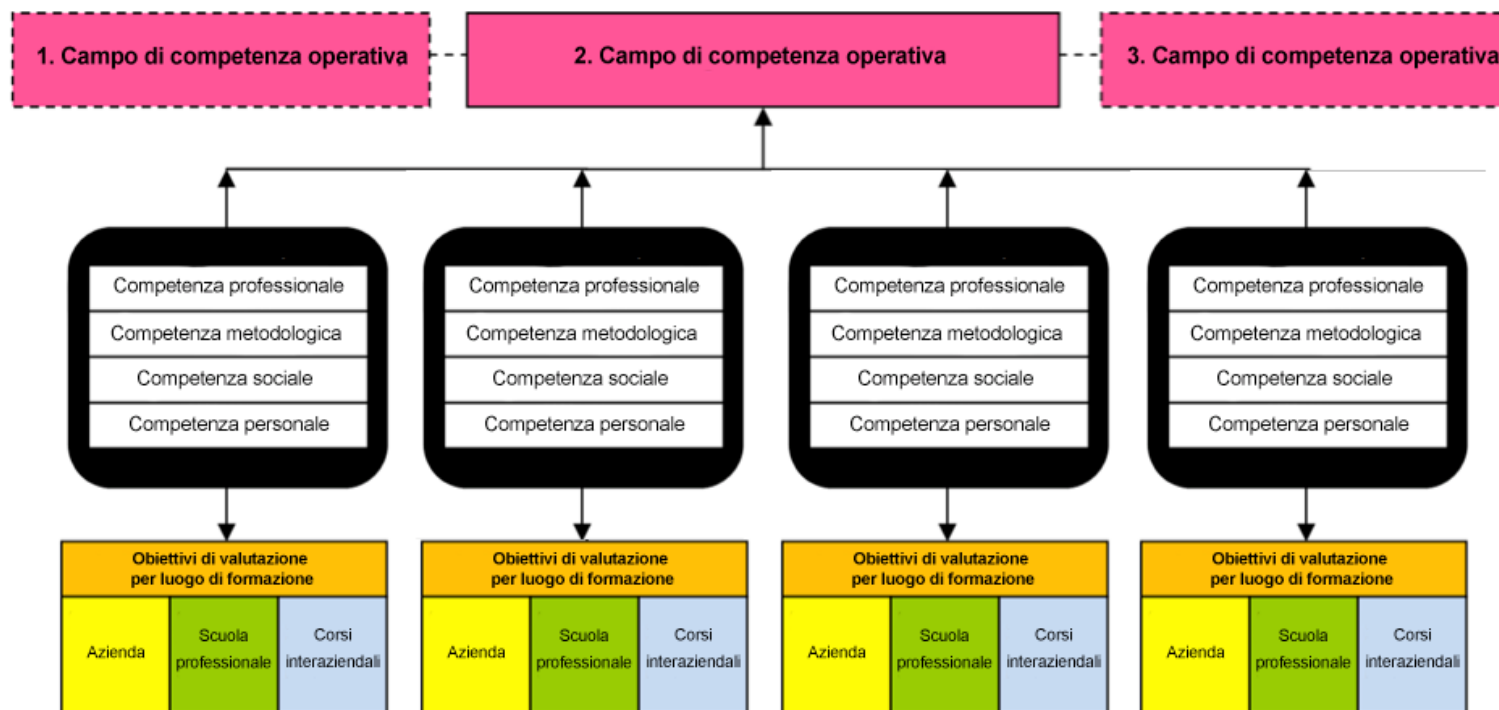 1. Campo di competenza operativa
2. Campo di competenza operativa
3. Campo di competenza operativa
Competenza professionale
Competenza metodologica
Competenza sociale
Competenza personale
Competenza professionale
Competenza metodologica
Competenza sociale
Competenza personale
Competenza professionale
Competenza metodologica
Competenza sociale
Competenza personale
Competenza professionale
Competenza metodologica
Competenza sociale
Competenza personale
Obiettivi di valutazione
per luogo di formazione
Azienda
Scuola
professionale
Corsi
interaziendali
Obiettivi di valutazione
per luogo di formazione
Azienda
Scuola
professionale
Corsi
interaziendali
Obiettivi di valutazione
per luogo di formazione
Azienda
Scuola
professionale
Corsi
interaziendali
Obiettivi di valutazione
per luogo di formazione
Azienda
Scuola
professionale
Corsi
interaziendali